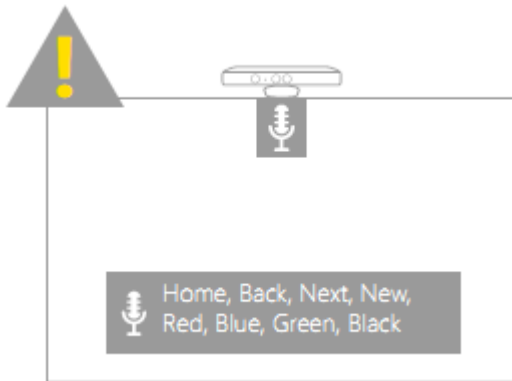 Home, Back, Next, New,
Red, Blue, Green, Black